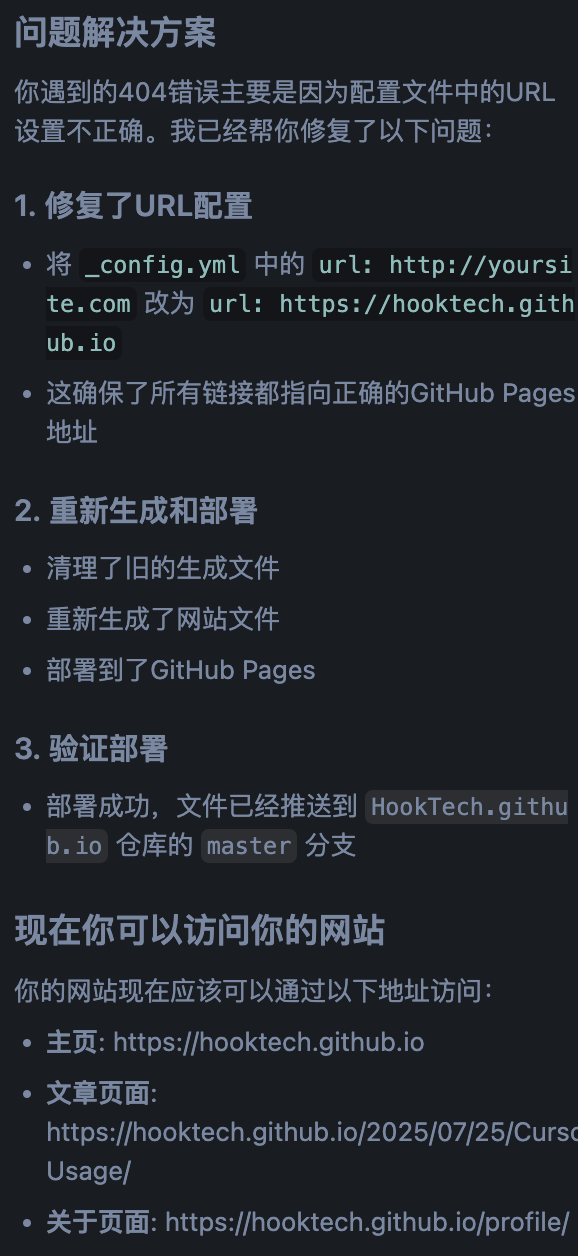 问题解决方案
你遇到的404错误主要是因为配置文件中的URL
设置不正确。我已经帮你修复了以下问题：
1. 修复了URL配置
• 将 _config.yml 中的 url: http://yoursi
te.com 改为 url: https://hooktech.gith
ub.io
• 这确保了所有链接都指向正确的GitHub Pages
地址
2. 重新生成和部署
• 清理了旧的生成文件
• 重新生成了网站文件
• 部署到了GitHub Pages
3. 验证部署
• 部署成功，文件已经推送到 HookTech.githu
b.io 仓库的 master 分支
现在你可以访问你的网站
你的网站现在应该可以通过以下地址访问：
• 主页: https://hooktech.github.io
• 文章页面:
https://hooktech.github.io/2025/07/25/Curso
Usage/
• 关于页面: https://hooktech.github.io/profile/